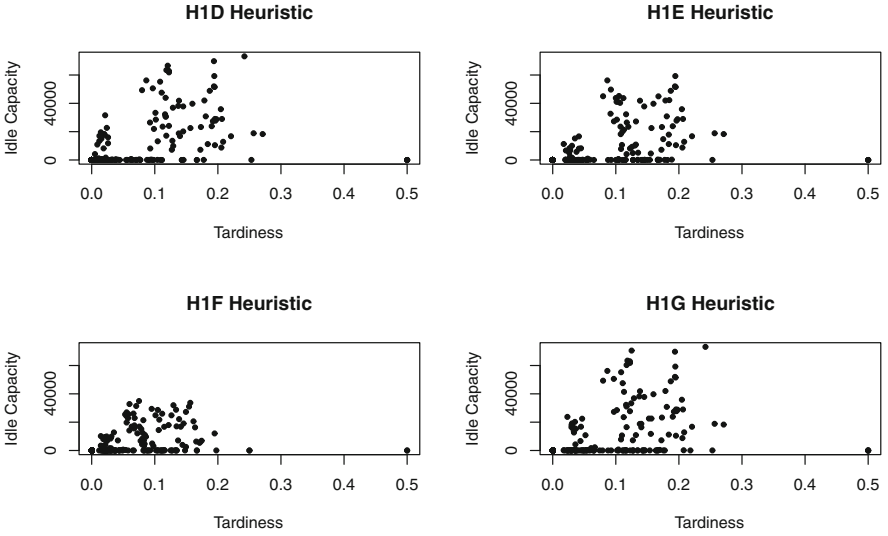 H1D Heuristic
Idle Capacity
40000
0
0.0 0.1 0.2 0.3 0.4 0.5
Tardiness
H1E Heuristic
Idle Capacity
40000
0
0.0 0.1 0.2 0.3 0.4 0.5
Tardiness
H1F Heuristic
Idle Capacity
40000
0
0.0 0.1 0.2 0.3 0.4 0.5
Tardiness
H1G Heuristic
Idle Capacity
40000
0
0.0 0.1 0.2 0.3 0.4 0.5
Tardiness